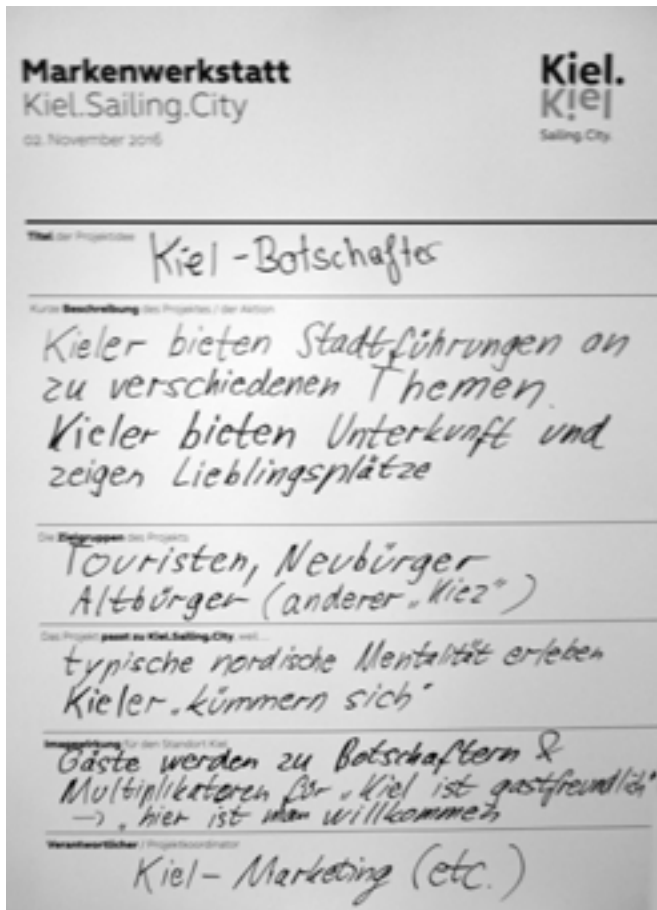 Markenwerkstatt
Kiel.Sailing.City
02. November 2016
Kiel.
Kiel
Sailing.City.
Titel der Projektidee
Kiel-Botschafter
Kurze Beschreibung des Projektes / der Aktion
Kieler bieten Stadtführungen an
zu verschiedenen Themen.
Kieler bieten Unterkunft und
zeigen Lieblingsplätze
Die Zielgruppen des Projekts
Touristen, Neubürger
Altbürger (anderer „Kiez“)
Das Projekt passt zu Kiel.Sailing.City, weil...
typische nordische Mentalität erleben
Kieler „kümmern sich“
Imagewirkung für den Standort Kiel
Gäste werden zu Botschaftern &
Multiplikatoren für „Kiel ist gastfreundlich“
→ „hier ist man willkommen
Verantwortlicher / Projektkoordinator
Kiel-Marketing (etc.)